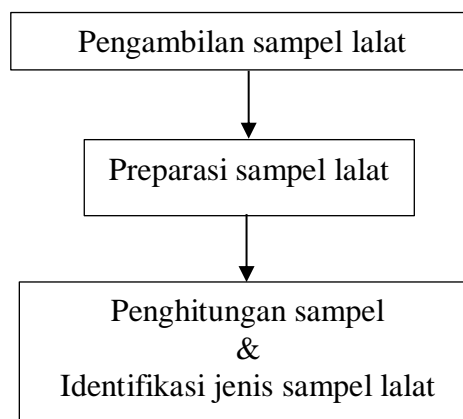 Pengambilan sampel lalat
Preparasi sampel lalat
Penghitungan sampel
&
Identifikasi jenis sampel lalat